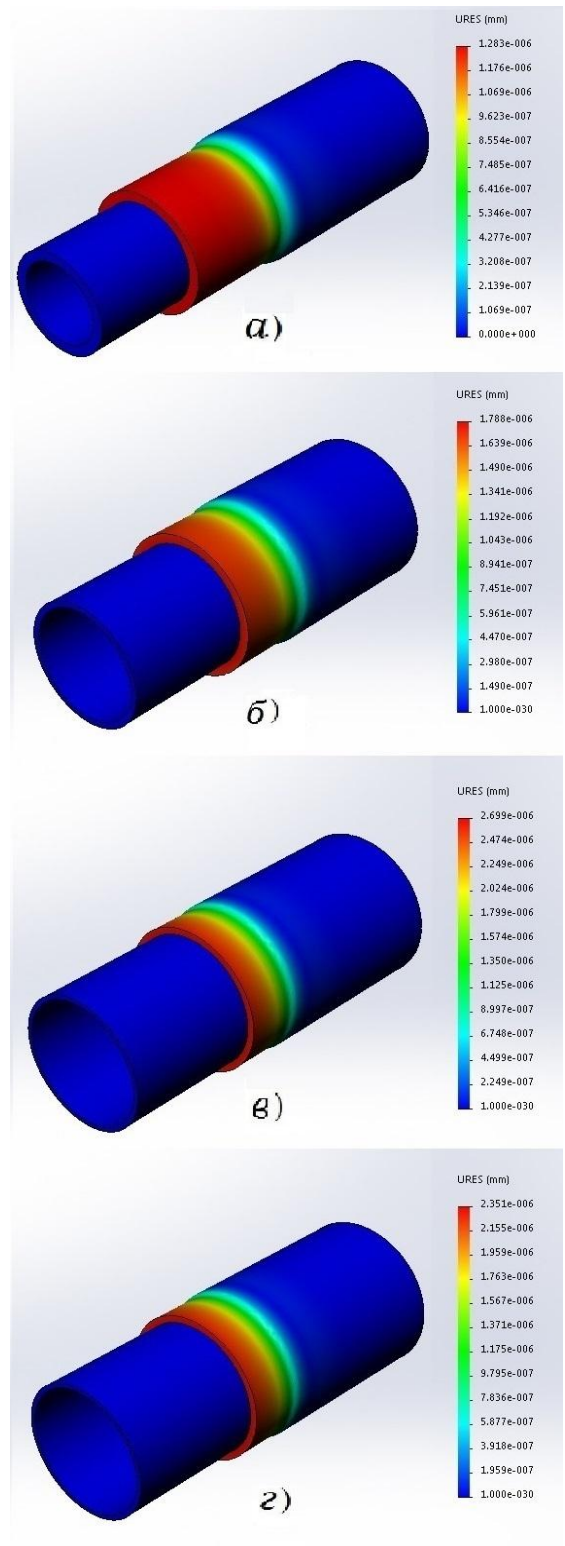 URES (mm)
1.283e-006
1.176e-006
1.069e-006
9.623e-007
8.554e-007
7.485e-007
6.416e-007
5.346e-007
4.277e-007
3.208e-007
2.139e-007
1.069e-007
0.000e+000
а)
URES (mm)
1.788e-006
1.639e-006
1.490e-006
1.341e-006
1.192e-006
1.043e-006
8.941e-007
7.451e-007
5.961e-007
4.470e-007
2.980e-007
1.490e-007
1.000e-030
б)
URES (mm)
2.699e-006
2.474e-006
2.249e-006
2.024e-006
1.799e-006
1.574e-006
1.350e-006
1.125e-006
8.997e-007
6.748e-007
4.499e-007
2.249e-007
1.000e-030
в)
URES (mm)
2.351e-006
2.155e-006
1.959e-006
1.763e-006
1.567e-006
1.371e-006
1.175e-006
9.795e-007
7.836e-007
5.877e-007
3.918e-007
1.959e-007
1.000e-030
г)